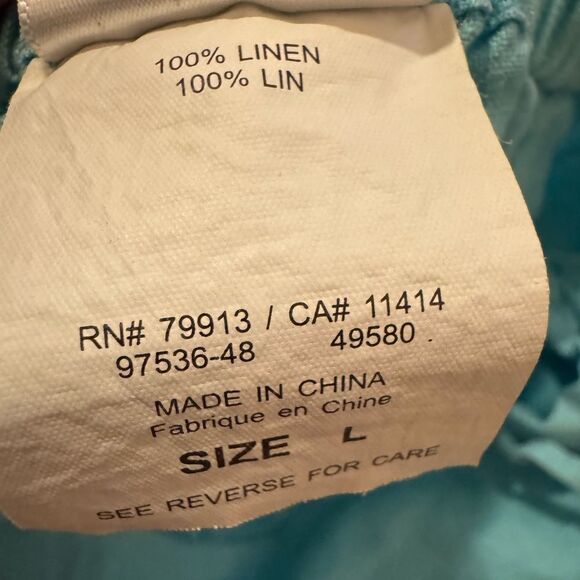 100% LINEN
100% LIN
RN# 79913 / CA# 11414
97536-48 49580
MADE IN CHINA
Fabrique en Chine
SIZE L
SEE REVERSE FOR CARE